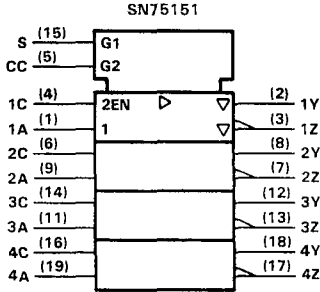 SN75151
S (15) G1
CC (5) G2
1C (4) 2EN (2) 1Y
1A (1) 1 (3) 1Z
2C (6) (8) 2Y
2A (9) (7) 2Z
3C (14) (12) 3Y
3A (11) (13) 3Z
4C (16) (18) 4Y
4A (19) (17) 4Z